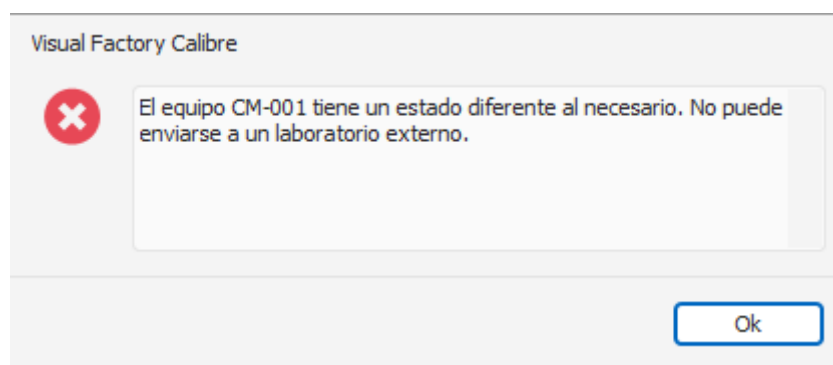 Visual Factory Calibre
El equipo CM-001 tiene un estado diferente al necesario. No puede
enviarse a un laboratorio externo.
Ok